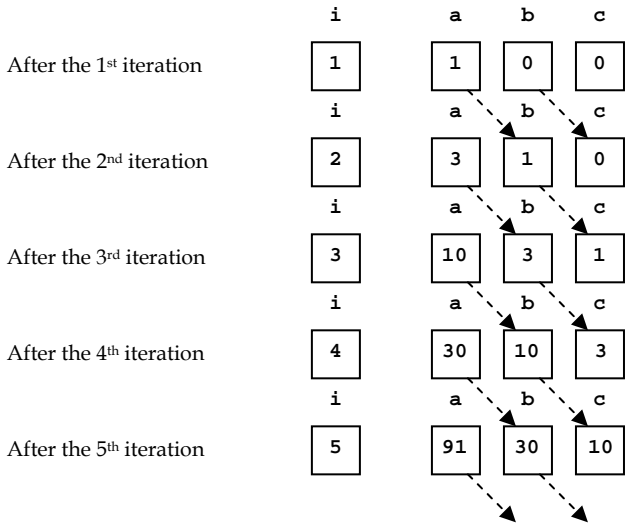 i a b c
After the 1st iteration 1 1 0 0
i a b c
After the 2nd iteration 2 3 1 0
i a b c
After the 3rd iteration 3 10 3 1
i a b c
After the 4th iteration 4 30 10 3
i a b c
After the 5th iteration 5 91 30 10